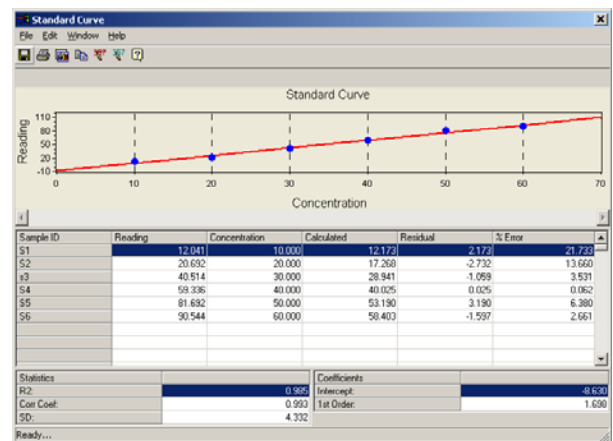 Standard Curve
File Edit Window Help
Standard Curve
Reading
110
80
50
20
-10
0 10 20 30 40 50 60 70
Concentration
Sample ID Reading Concentration Calculated Residual % Error
S1 12.041 10.000 12.173 2.173 21.733
S2 20.692 20.000 17.268 -2.732 13.660
s3 40.514 30.000 28.941 -1.059 3.531
S4 59.336 40.000 40.025 0.025 0.062
S5 81.692 50.000 53.190 3.190 6.380
S6 90.544 60.000 58.403 -1.597 2.661
Statistics Coefficients
R2: 0.985 Intercept: -8.630
Corr Coef: 0.993 1st Order: 1.698
SD: 4.332
Ready...